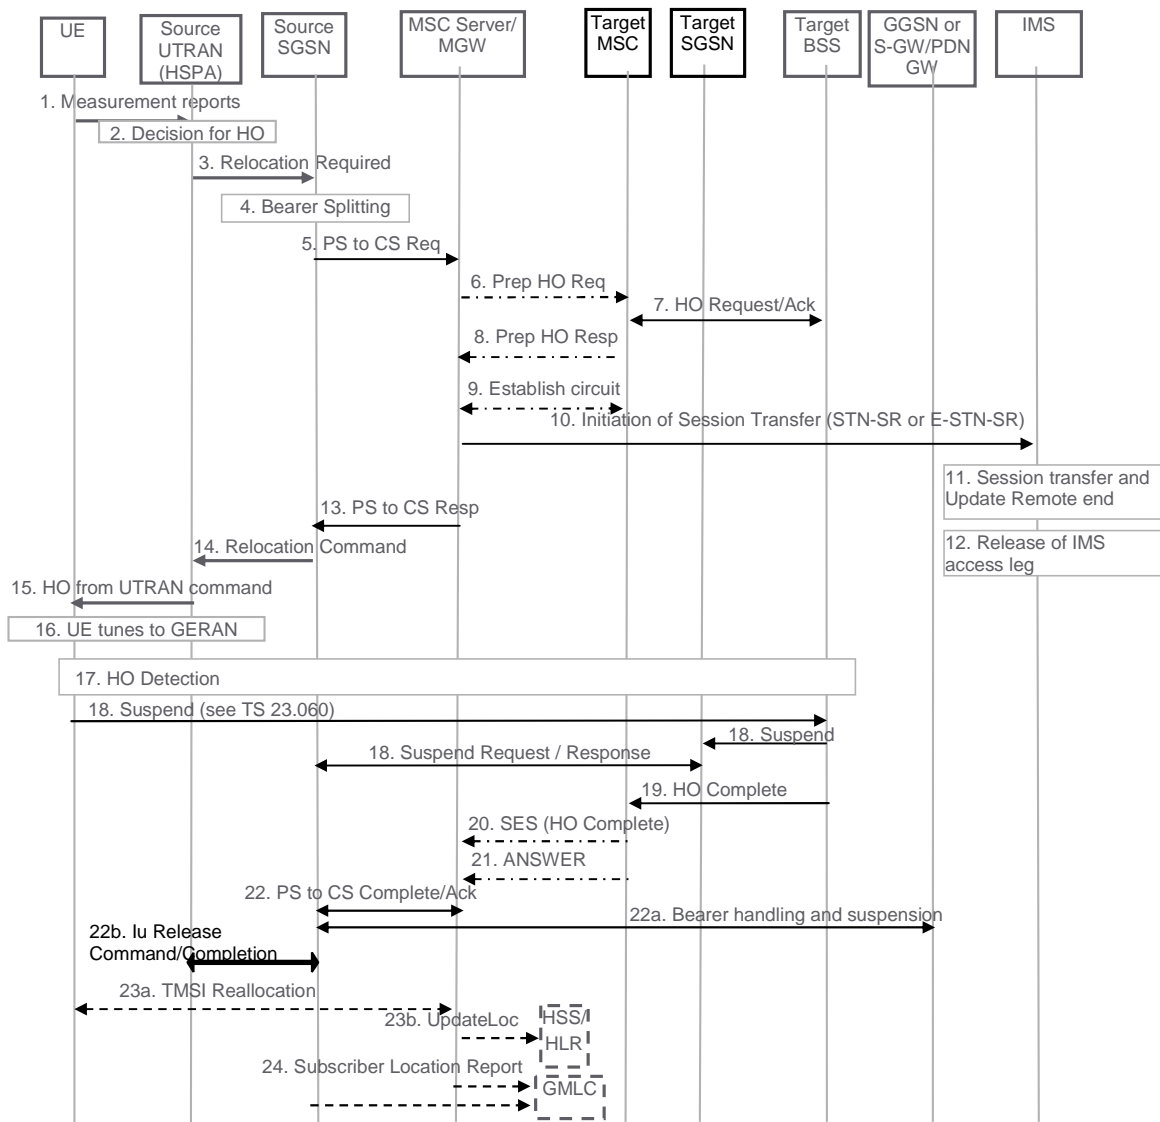 UE
Source
UTRAN
(HSPA)
Source
SGSN
MSC Server/
MGW
Target
MSC
Target
SGSN
Target
BSS
GGSN or
S-GW/PDN
GW
IMS
1. Measurement reports
2. Decision for HO
3. Relocation Required
4. Bearer Splitting
5. PS to CS Req
6. Prep HO Req
7. HO Request/Ack
8. Prep HO Resp
9. Establish circuit
10. Initiation of Session Transfer (STN-SR or E-STN-SR)
11. Session transfer and
Update Remote end
13. PS to CS Resp
12. Release of IMS
access leg
14. Relocation Command
15. HO from UTRAN command
16. UE tunes to GERAN
17. HO Detection
18. Suspend (see TS 23.060)
18. Suspend
18. Suspend Request / Response
19. HO Complete
20. SES (HO Complete)
21. ANSWER
22. PS to CS Complete/Ack
22a. Bearer handling and suspension
22b. Iu Release
Command/Completion
23a. TMSI Reallocation
23b. UpdateLoc
HSS/
HLR
24. Subscriber Location Report
GMLC